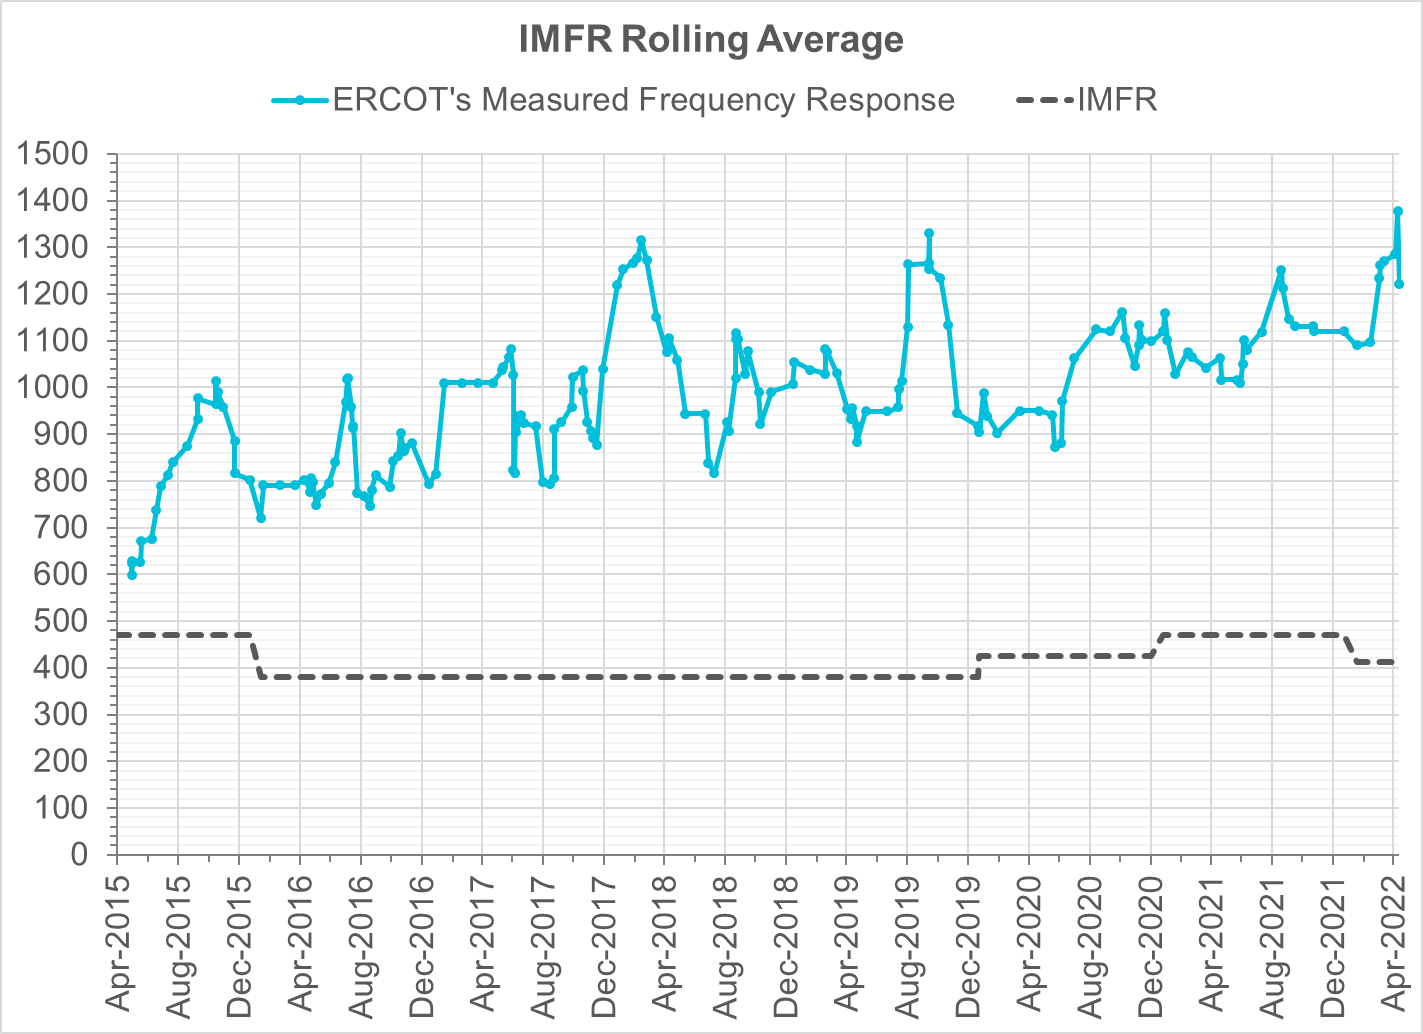 IMFR Rolling Average
ERCOT's Measured Frequency Response IMFR
1500
1400
1300
1200
1100
1000
900
800
700
600
500
400
300
200
100
0
Apr-2015
Aug-2015
Dec-2015
Apr-2016
Aug-2016
Dec-2016
Apr-2017
Aug-2017
Dec-2017
Apr-2018
Aug-2018
Dec-2018
Apr-2019
Aug-2019
Dec-2019
Apr-2020
Aug-2020
Dec-2020
Apr-2021
Aug-2021
Dec-2021
Apr-2022